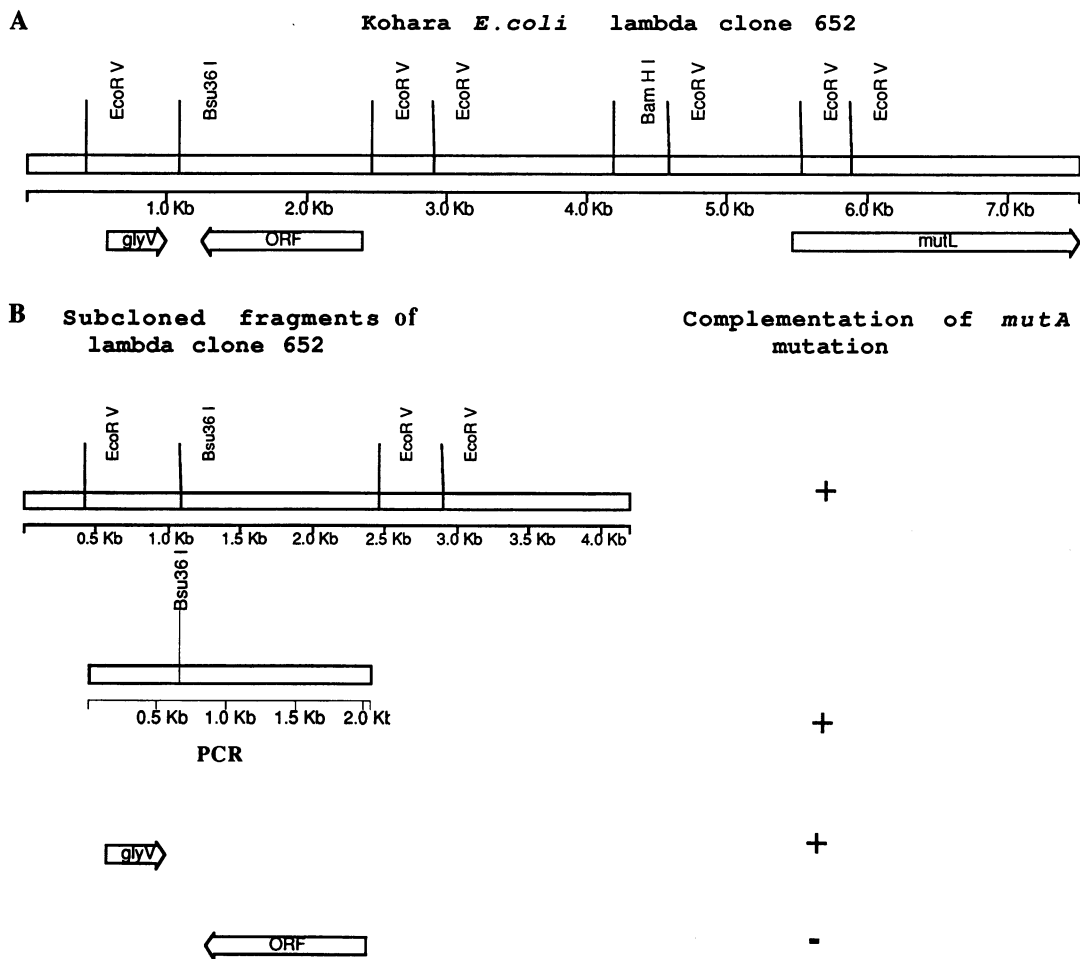 A
Kohara E.coli lambda clone 652
EcoR V
Bsu36 I
EcoR V
EcoR V
Bam H I
EcoR V
EcoR V
EcoR V
1.0 Kb
2.0 Kb
3.0 Kb
4.0 Kb
5.0 Kb
6.0 Kb
7.0 Kb
glyV
ORF
mutL
B
Subcloned fragments of
lambda clone 652
Complementation of mutA
mutation
EcoR V
Bsu36 I
EcoR V
EcoR V
+
0.5 Kb
1.0 Kb
1.5 Kb
2.0 Kb
2.5 Kb
3.0 Kb
3.5 Kb
4.0 Kb
Bsu36 I
0.5 Kb
1.0 Kb
1.5 Kb
2.0 Kb
+
PCR
glyV
+
ORF
-